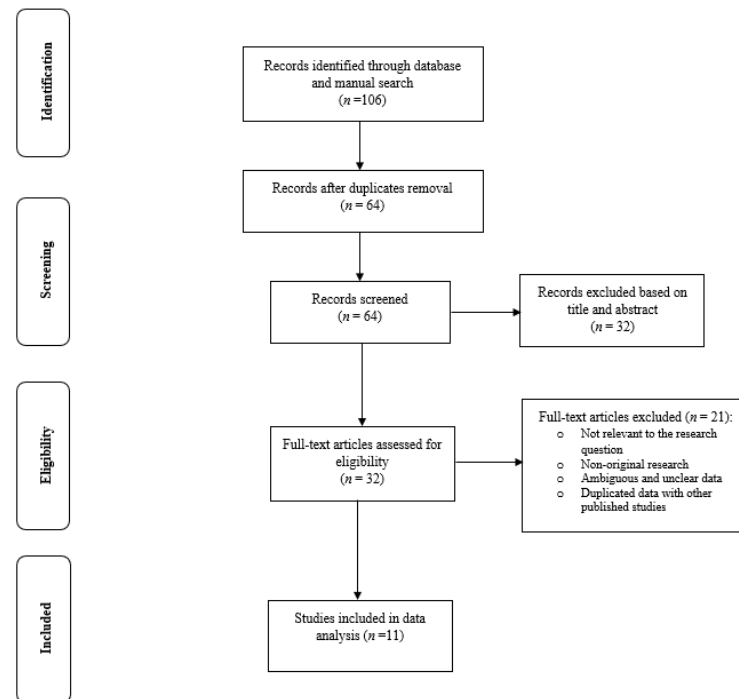 Identification
Records identified through database
and manual search
(n =106)
Records after duplicates removal
(n = 64)
Screening
Records screened
(n = 64)
Records excluded based on
title and abstract
(n = 32)
Eligibility
Full-text articles assessed for
eligibility
(n = 32)
Full-text articles excluded (n = 21):
o Not relevant to the research
question
o Non-original research
o Ambiguous and unclear data
o Duplicated data with other
published studies
Included
Studies included in data
analysis (n =11)